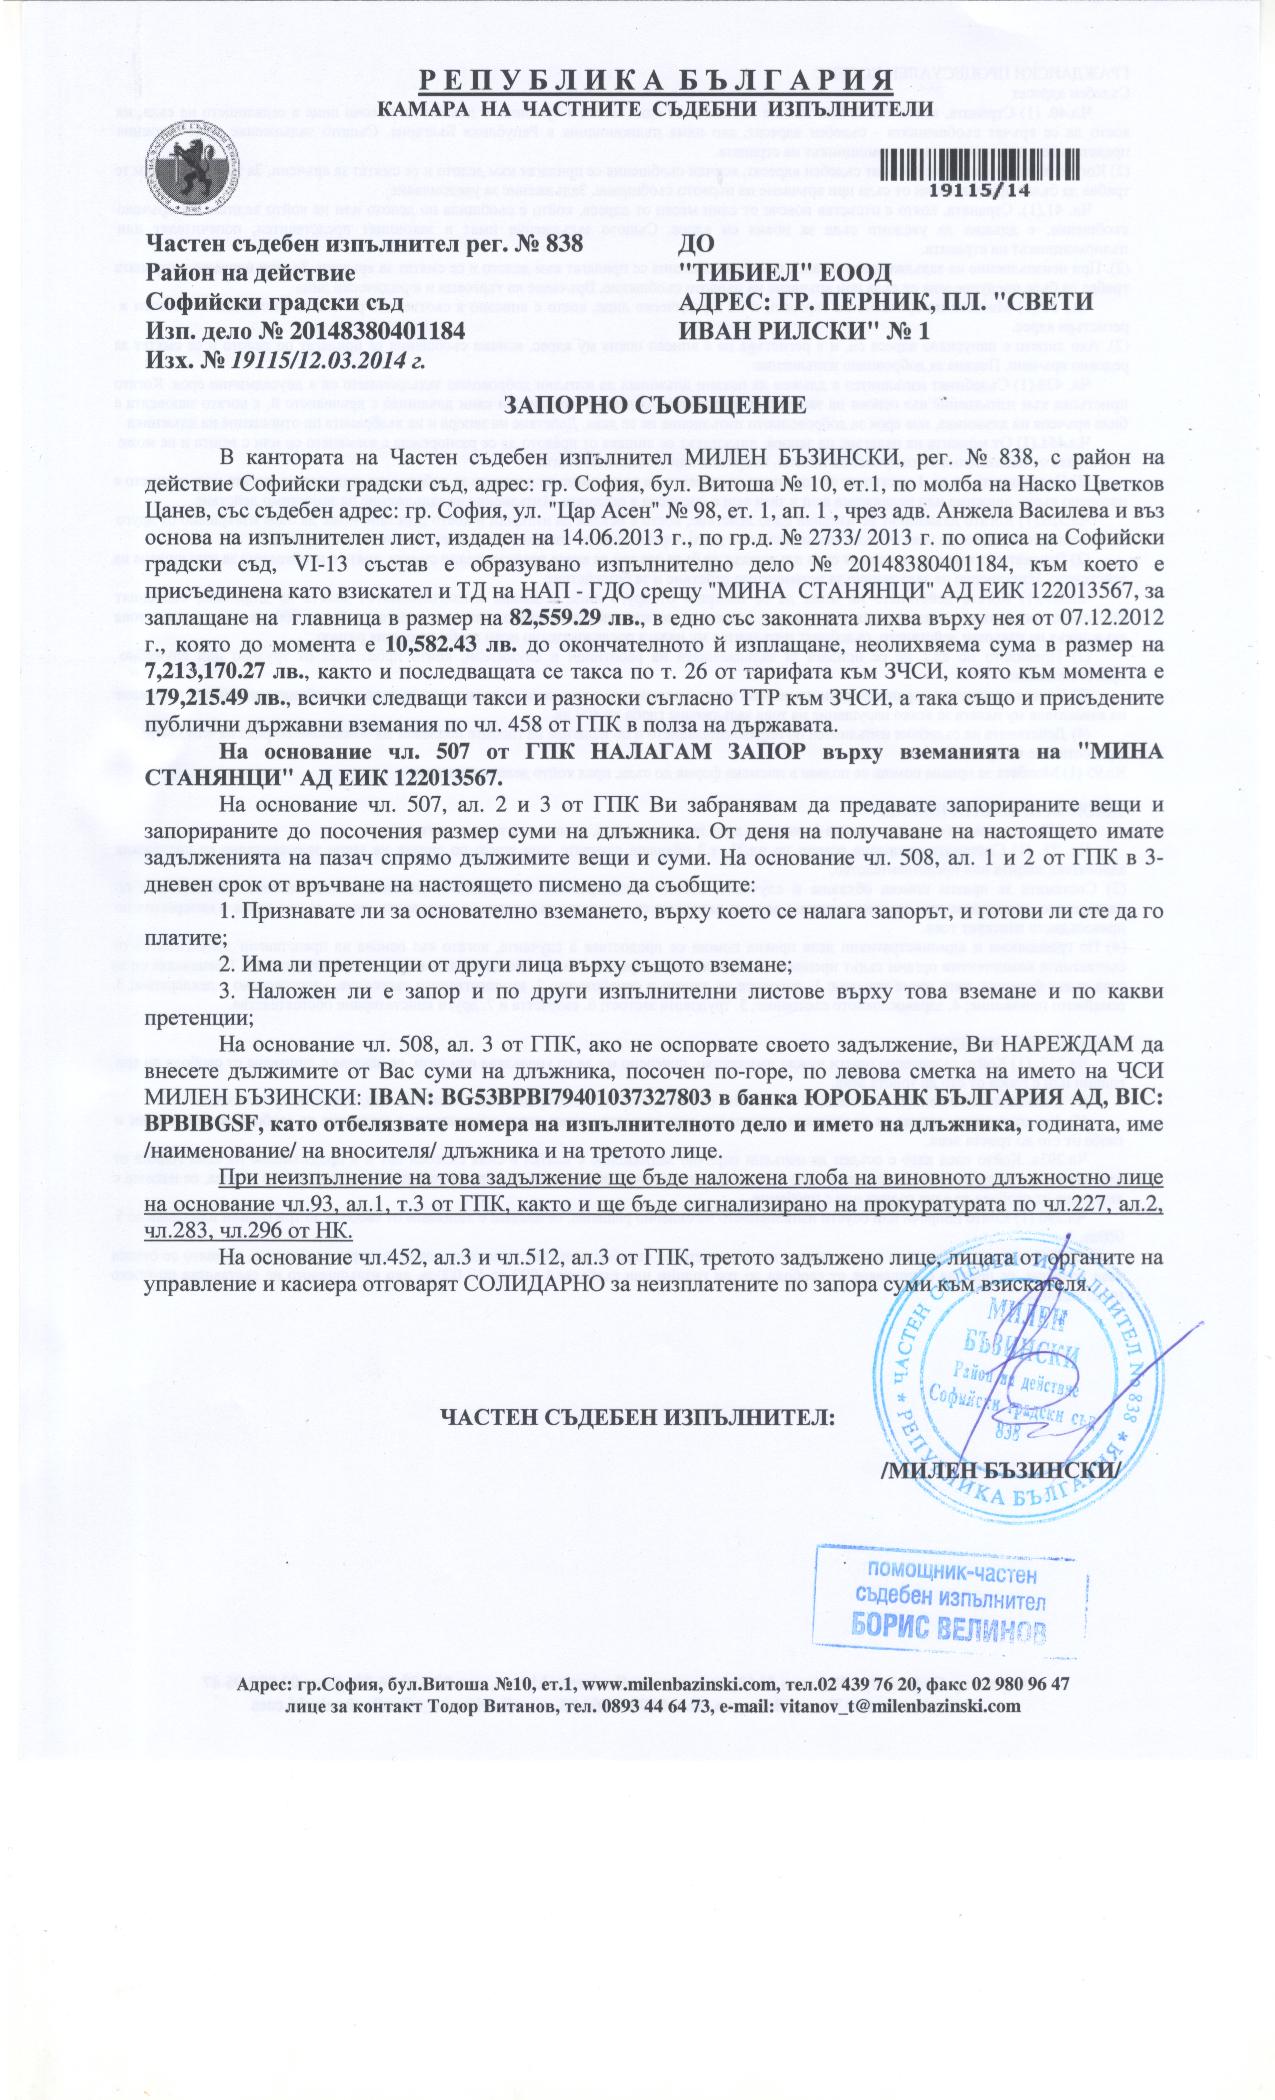 Р Е П У Б Л И К А  Б Ъ Л Г А Р И Я
КАМАРА НА ЧАСТНИТЕ СЪДЕБНИ ИЗПЪЛНИТЕЛИ
19115/14
Частен съдебен изпълнител рег. № 838
Район на действие
Софийски градски съд
Изп. дело № 20148380401184
Изх. № 19115/12.03.2014 г.
ДО
"ТИБИЕЛ" ЕООД
АДРЕС: ГР. ПЕРНИК, ПЛ. "СВЕТИ
ИВАН РИЛСКИ" № 1
ЗАПОРНО СЪОБЩЕНИЕ
В кантората на Частен съдебен изпълнител МИЛЕН БЪЗИНСКИ, рег. № 838, с район на
действие Софийски градски съд, адрес: гр. София, бул. Витоша № 10, ет.1, по молба на Наско Цветков
Цанев, със съдебен адрес: гр. София, ул. "Цар Асен" № 98, ет. 1, ап. 1 , чрез адв. Анжела Василева и въз
основа на изпълнителен лист, издаден на 14.06.2013 г., по гр.д. № 2733/ 2013 г. по описа на Софийски
градски съд, VI-13 състав е образувано изпълнително дело № 20148380401184, към което е
присъединена като взискател и ТД на НАП - ГДО срещу "МИНА СТАНЯНЦИ" АД ЕИК 122013567, за
заплащане на главница в размер на 82,559.29 лв., в едно със законната лихва върху нея от 07.12.2012
г., която до момента е 10,582.43 лв. до окончателното й изплащане, неолихвяема сума в размер на
7,213,170.27 лв., както и последващата се такса по т. 26 от тарифата към ЗЧСИ, която към момента е
179,215.49 лв., всички следващи такси и разноски съгласно ТТР към ЗЧСИ, а така също и присъдените
публични държавни вземания по чл. 458 от ГПК в полза на държавата.
На основание чл. 507 от ГПК НАЛАГАМ ЗАПОР върху вземанията на "МИНА
СТАНЯНЦИ" АД ЕИК 122013567.
На основание чл. 507, ал. 2 и 3 от ГПК Ви забранявам да предавате запорираните вещи и
запорираните до посочения размер суми на длъжника. От деня на получаване на настоящето имате
задълженията на пазач спрямо дължимите вещи и суми. На основание чл. 508, ал. 1 и 2 от ГПК в 3-
дневен срок от връчване на настоящето писмено да съобщите:
1. Признавате ли за основателно вземането, върху което се налага запорът, и готови ли сте да го
платите;
2. Има ли претенции от други лица върху същото вземане;
3. Наложен ли е запор и по други изпълнителни листове върху това вземане и по какви
претенции;
На основание чл. 508, ал. 3 от ГПК, ако не оспорвате своето задължение, Ви НАРЕЖДАМ да
внесете дължимите от Вас суми на длъжника, посочен по-горе, по левова сметка на името на ЧСИ
МИЛЕН БЪЗИНСКИ: IBAN: BG53BPBI79401037327803 в банка ЮРОБАНК БЪЛГАРИЯ АД, BIC:
BPBIBGSF, като отбелязвате номера на изпълнителното дело и името на длъжника, годината, име
/наименование/ на вносителя/ длъжника и на третото лице.
При неизпълнение на това задължение ще бъде наложена глоба на виновното длъжностно лице
на основание чл.93, ал.1, т.3 от ГПК, както и ще бъде сигнализирано на прокуратурата по чл.227, ал.2,
чл.283, чл.296 от НК.
На основание чл.452, ал.3 и чл.512, ал.3 от ГПК, третото задължено лице, лицата от органите на
управление и касиера отговарят СОЛИДАРНО за неизплатените по запора суми към взискателя.
ЧАСТЕН СЪДЕБЕН ИЗПЪЛНИТЕЛ № 838 * РЕПУБЛИКА БЪЛГАРИЯ *
МИЛЕН
БЪЗИНСКИ
Район на действие
Софийски градски съд
838
ЧАСТЕН СЪДЕБЕН ИЗПЪЛНИТЕЛ:
/МИЛЕН БЪЗИНСКИ/
ПОМОЩНИК-ЧАСТЕН
СЪДЕБЕН ИЗПЪЛНИТЕЛ
БОРИС ВЕЛИНОВ
Адрес: гр.София, бул.Витоша №10, ет.1, www.milenbazinski.com, тел.02 439 76 20, факс 02 980 96 47
лице за контакт Тодор Витанов, тел. 0893 44 64 73, e-mail: vitanov_t@milenbazinski.com